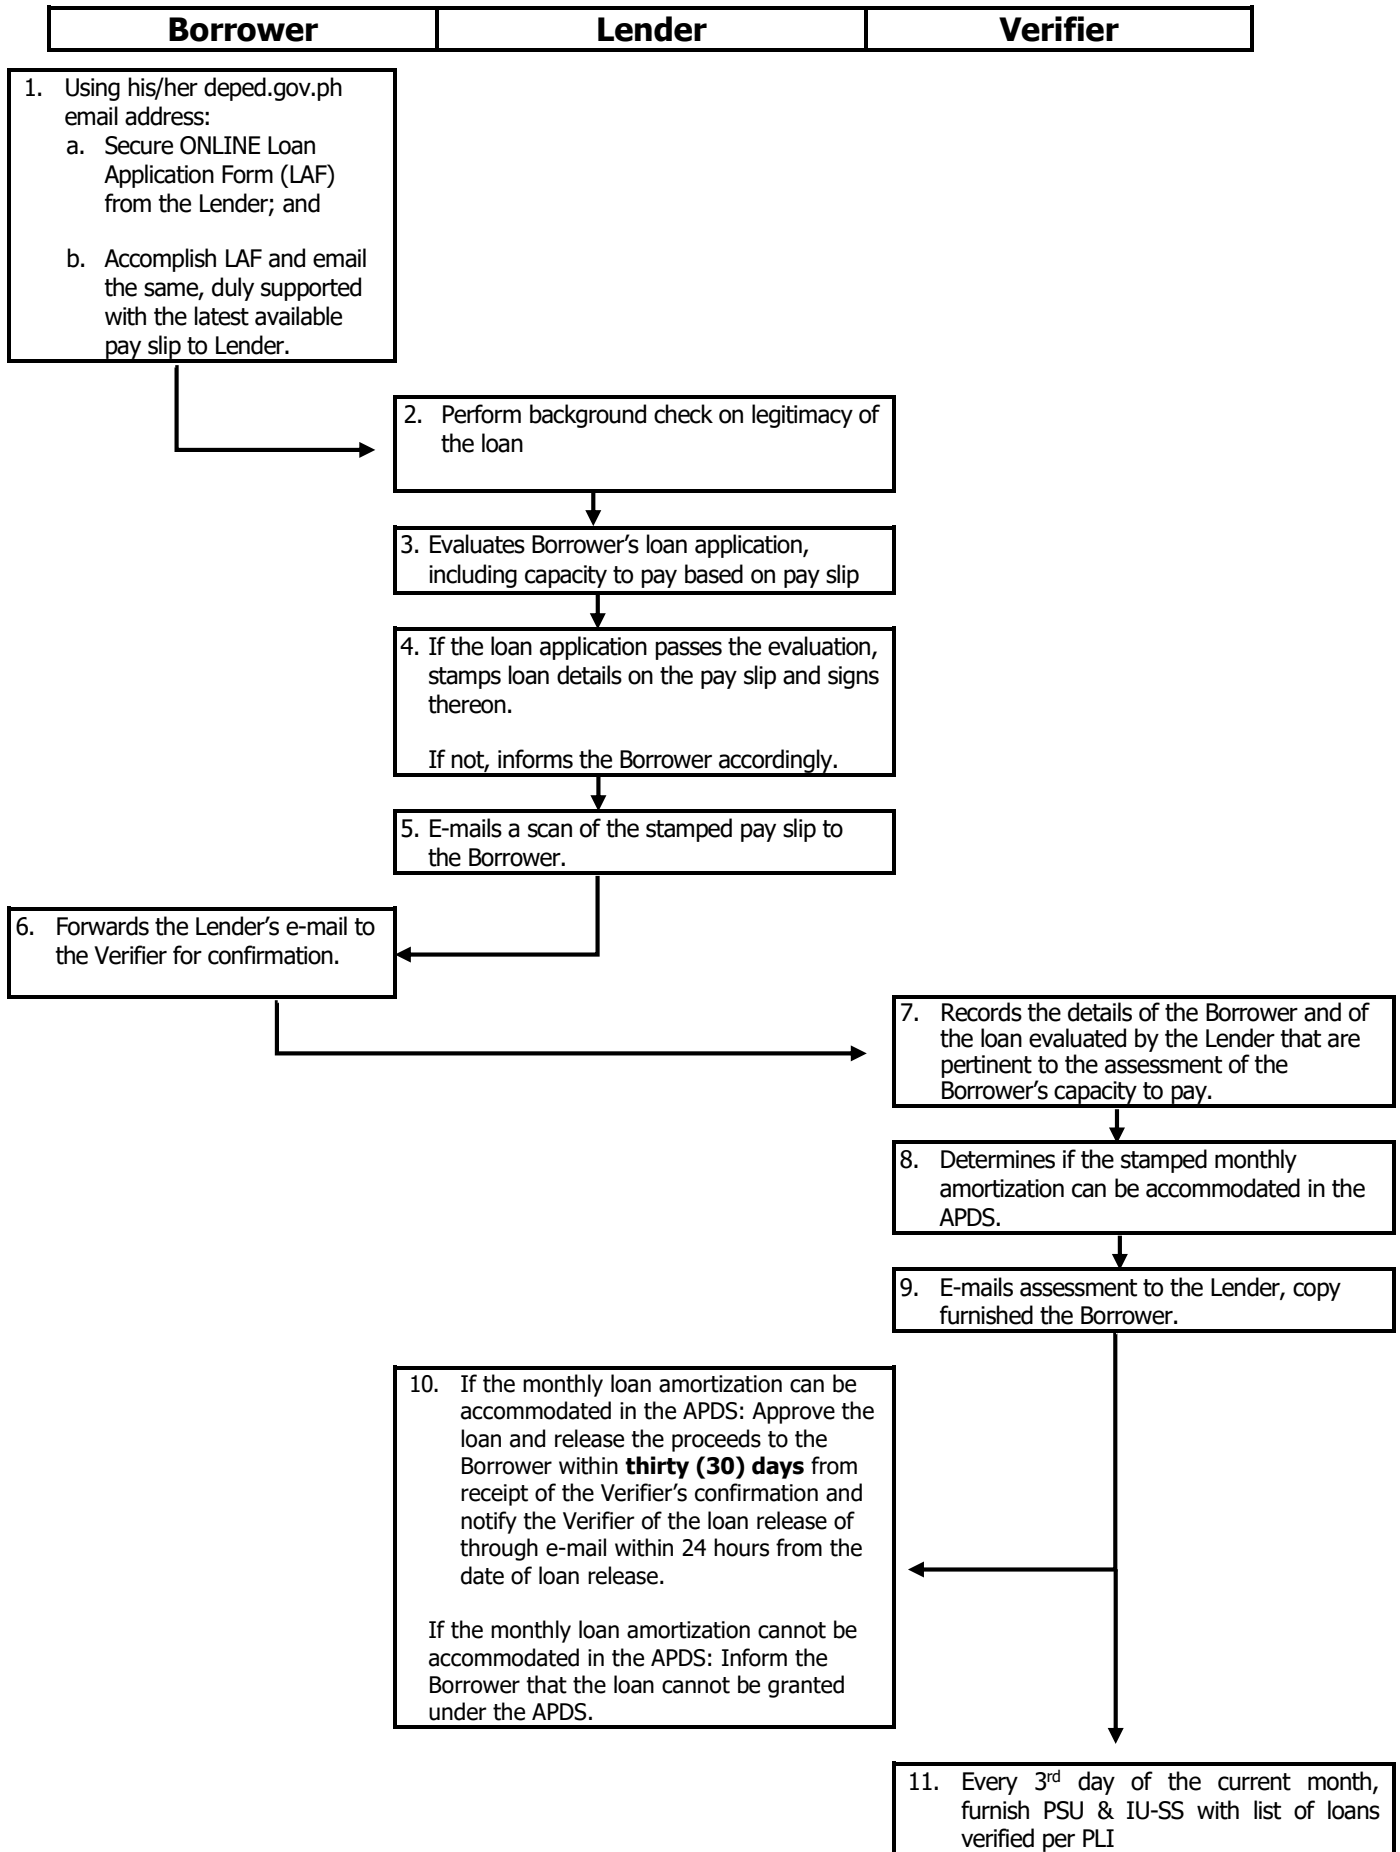 Borrower
Lender
Verifier
1. Using his/her deped.gov.ph
email address:
a. Secure ONLINE Loan
Application Form (LAF)
from the Lender; and
b. Accomplish LAF and email
the same, duly supported
with the latest available
pay slip to Lender.
2. Perform background check on legitimacy of
the loan
3. Evaluates Borrower’s loan application,
including capacity to pay based on pay slip
4. If the loan application passes the evaluation,
stamps loan details on the pay slip and signs
thereon.
If not, informs the Borrower accordingly.
5. E-mails a scan of the stamped pay slip to
the Borrower.
6. Forwards the Lender’s e-mail to
the Verifier for confirmation.
7. Records the details of the Borrower and of
the loan evaluated by the Lender that are
pertinent to the assessment of the
Borrower’s capacity to pay.
8. Determines if the stamped monthly
amortization can be accommodated in the
APDS.
9. E-mails assessment to the Lender, copy
furnished the Borrower.
10. If the monthly loan amortization can be
accommodated in the APDS: Approve the
loan and release the proceeds to the
Borrower within thirty (30) days from
receipt of the Verifier’s confirmation and
notify the Verifier of the loan release of
through e-mail within 24 hours from the
date of loan release.
If the monthly loan amortization cannot be
accommodated in the APDS: Inform the
Borrower that the loan cannot be granted
under the APDS.
11. Every 3rd day of the current month,
furnish PSU & IU-SS with list of loans
verified per PLI